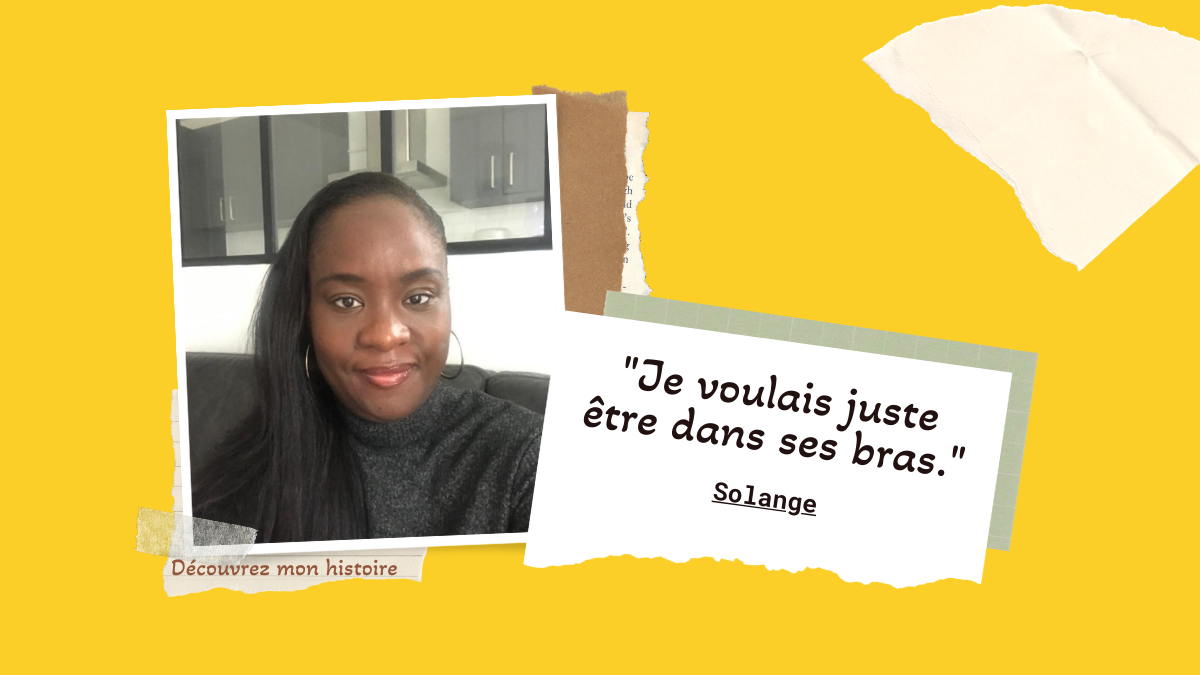 "Je voulais juste
être dans ses bras."
Solange
Découvrez mon histoire